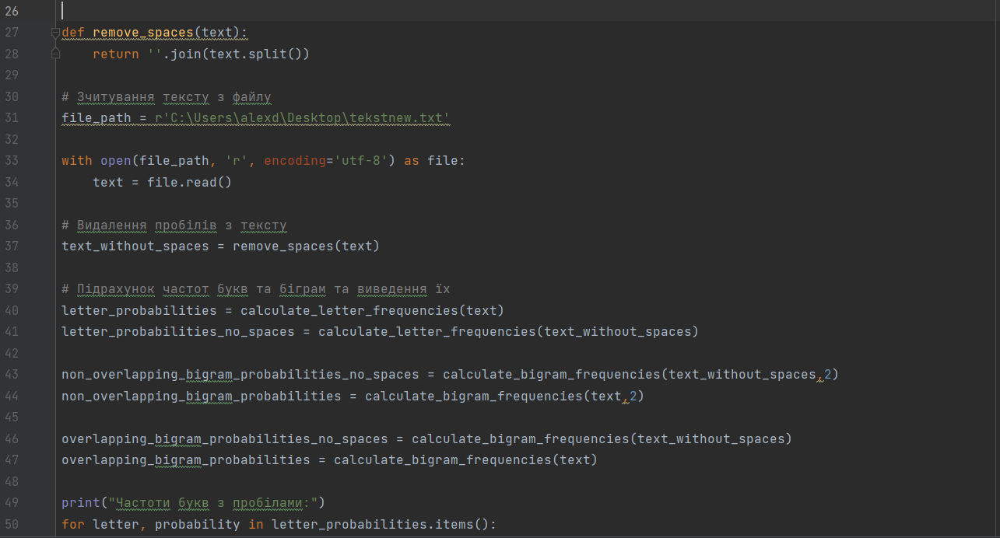 26
27 def remove_spaces(text):
28     return ''.join(text.split())
29
30 # Зчитування тексту з файлу
31 file_path = r'C:\Users\alexd\Desktop\tekstnew.txt'
32
33 with open(file_path, 'r', encoding='utf-8') as file:
34     text = file.read()
35
36 # Видалення пробілів з тексту
37 text_without_spaces = remove_spaces(text)
38
39 # Підрахунок частот букв та біграм та виведення їх
40 letter_probabilities = calculate_letter_frequencies(text)
41 letter_probabilities_no_spaces = calculate_letter_frequencies(text_without_spaces)
42
43 non_overlapping_bigram_probabilities_no_spaces = calculate_bigram_frequencies(text_without_spaces,2)
44 non_overlapping_bigram_probabilities = calculate_bigram_frequencies(text,2)
45
46 overlapping_bigram_probabilities_no_spaces = calculate_bigram_frequencies(text_without_spaces)
47 overlapping_bigram_probabilities = calculate_bigram_frequencies(text)
48
49 print("Частоти букв з пробілами:")
50 for letter, probability in letter_probabilities.items():